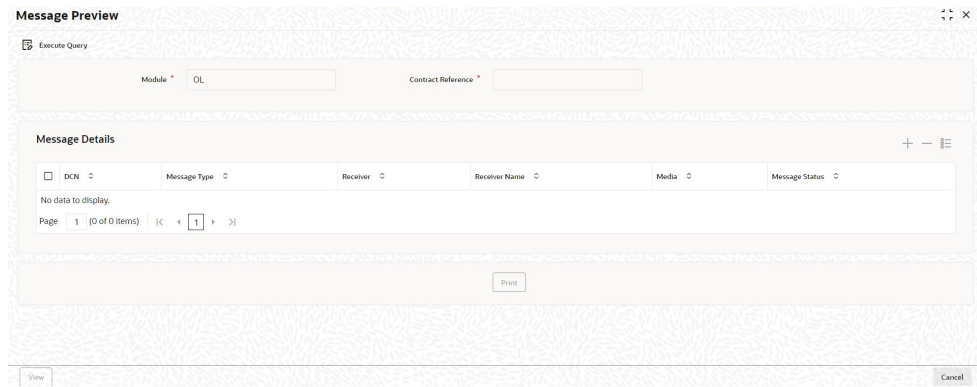 Message Preview
Execute Query
Module * OL Contract Reference *
Message Details
DCN Message Type Receiver Receiver Name Media Message Status
No data to display.
Page 1 (0 of 0 items) 1
Print
View Cancel